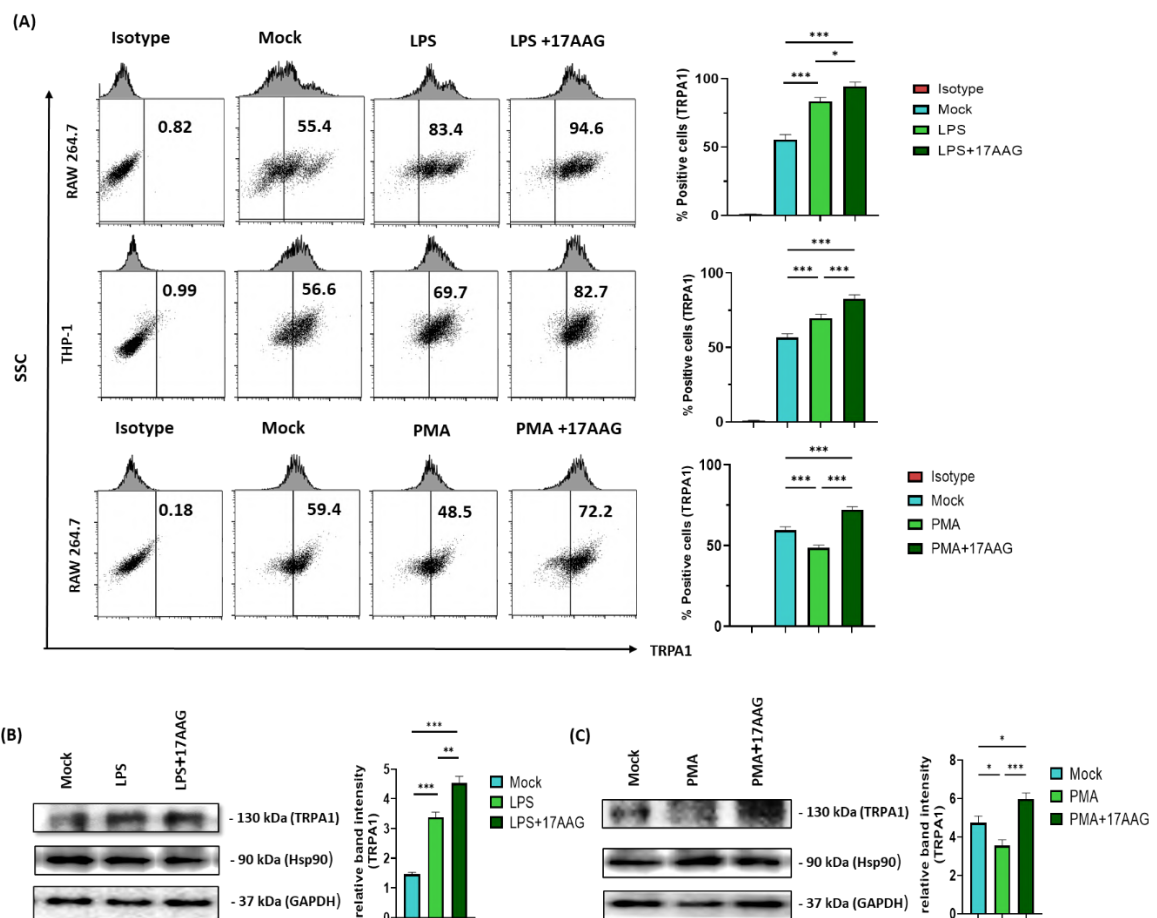 (A)
Isotype Mock LPS LPS +17AAG
RAW 264.7
0.82 55.4 83.4 94.6
*** 
***
*
100
50
0
% Positive cells (TRPA1)
Isotype
Mock
LPS
LPS+17AAG
SSC
THP-1
0.99 56.6 69.7 82.7
***
*** ***
100
50
0
% Positive cells (TRPA1)
Isotype Mock PMA PMA +17AAG
RAW 264.7
0.18 59.4 48.5 72.2
***
*** ***
100
50
0
% Positive cells (TRPA1)
Isotype
Mock
PMA
PMA+17AAG
TRPA1
(B)
Mock LPS LPS+17AAG
- 130 kDa (TRPA1)
- 90 kDa (Hsp90)
- 37 kDa (GAPDH)
relative band intensity
(TRPA1)
5
4
3
2
1
0
***
*** **
Mock
LPS
LPS+17AAG
(C)
Mock PMA PMA+17AAG
- 130 kDa (TRPA1)
- 90 kDa (Hsp90)
- 37 kDa (GAPDH)
relative band intensity
(TRPA1)
8
6
4
2
0
*
* ***
Mock
PMA
PMA+17AAG